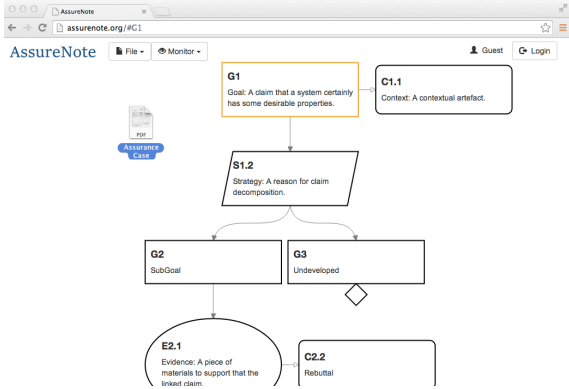 AssureNote
assurenote.org/#G1
AssureNote
File
Monitor
Guest
Login
G1
Goal: A claim that a system certainly
has some desirable properties.
C1.1
Context: A contextual artefact.
PDF
Assurance
Case
S1.2
Strategy: A reason for claim
decomposition.
G2
SubGoal
G3
Undeveloped
E2.1
Evidence: A piece of
materials to support that the
linked claim.
C2.2
Rebuttal